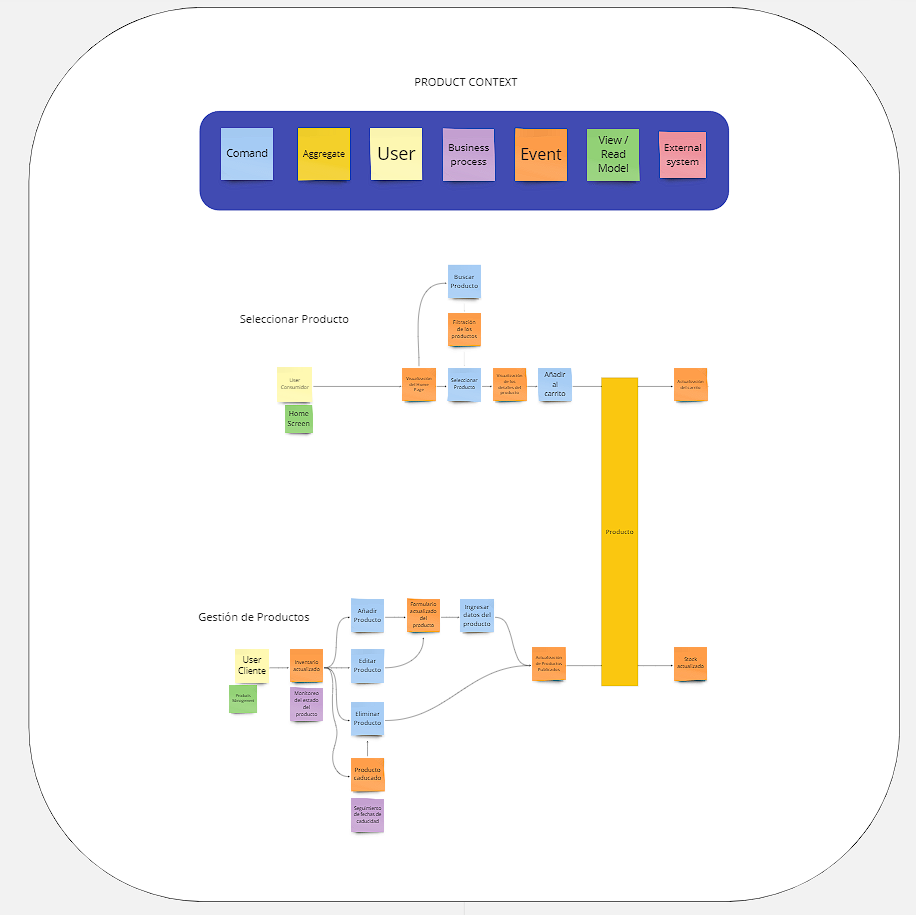 PRODUCT CONTEXT
Comand
Aggregate
User
Business
process
Event
View /
Read
Model
External
system
Seleccionar Producto
Buscar
Producto
Filtración
de los
productos
User
Consumidor
Home
Screen
Visualización
del Home
Page
Seleccionar
Producto
Visualización
de los
detalles del
producto
Añadir
al
carrito
Actualización
del carrito
Producto
Gestión de Productos
User
Cliente
Products
Management
Inventario
actualizado
Monitoreo
del estado
del
producto
Añadir
Producto
Formulario
actualizado
del
producto
Ingresar
datos del
producto
Editar
Producto
Eliminar
Producto
Producto
caducado
Seguimiento
de fechas de
caducidad
Actualización
de Productos
Publicados
Stock
actualizado